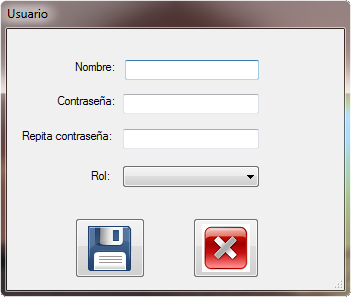 Usuario
Nombre:
Contraseña:
Repita contraseña:
Rol: